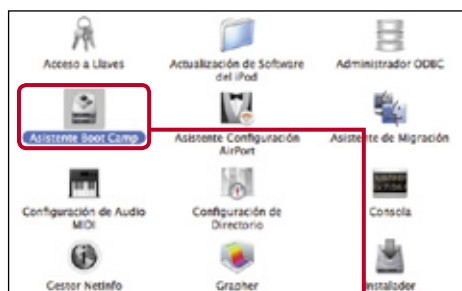 Acceso a Llaves
Actualización de Software
del iPod
Administrador ODBC
Asistente Boot Camp
Asistente Configuración
AirPort
Asistente de Migración
Configuración de Audio
MIDI
Configuración de
Directorio
Consola
Gestor NetInfo
Grapher
Instalador